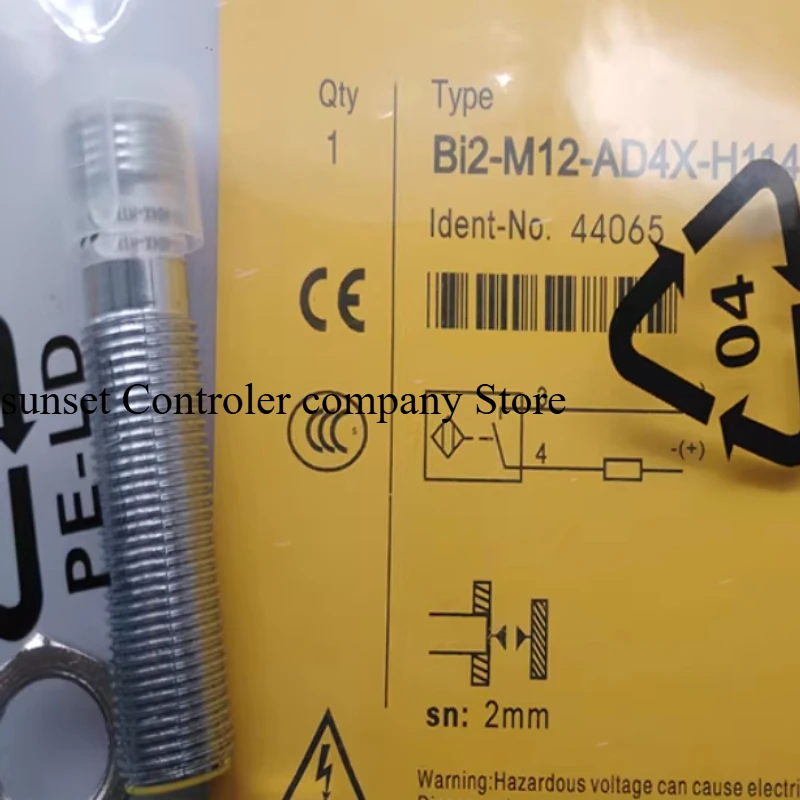 Qty
1
Type
Bi2-M12-AD4X-H114
Ident-No. 44065
CE
04
sunset Controler company Store
CCC
S
PE-LD
4
-(+)
sn: 2mm
Warning:Hazardous voltage can cause electri